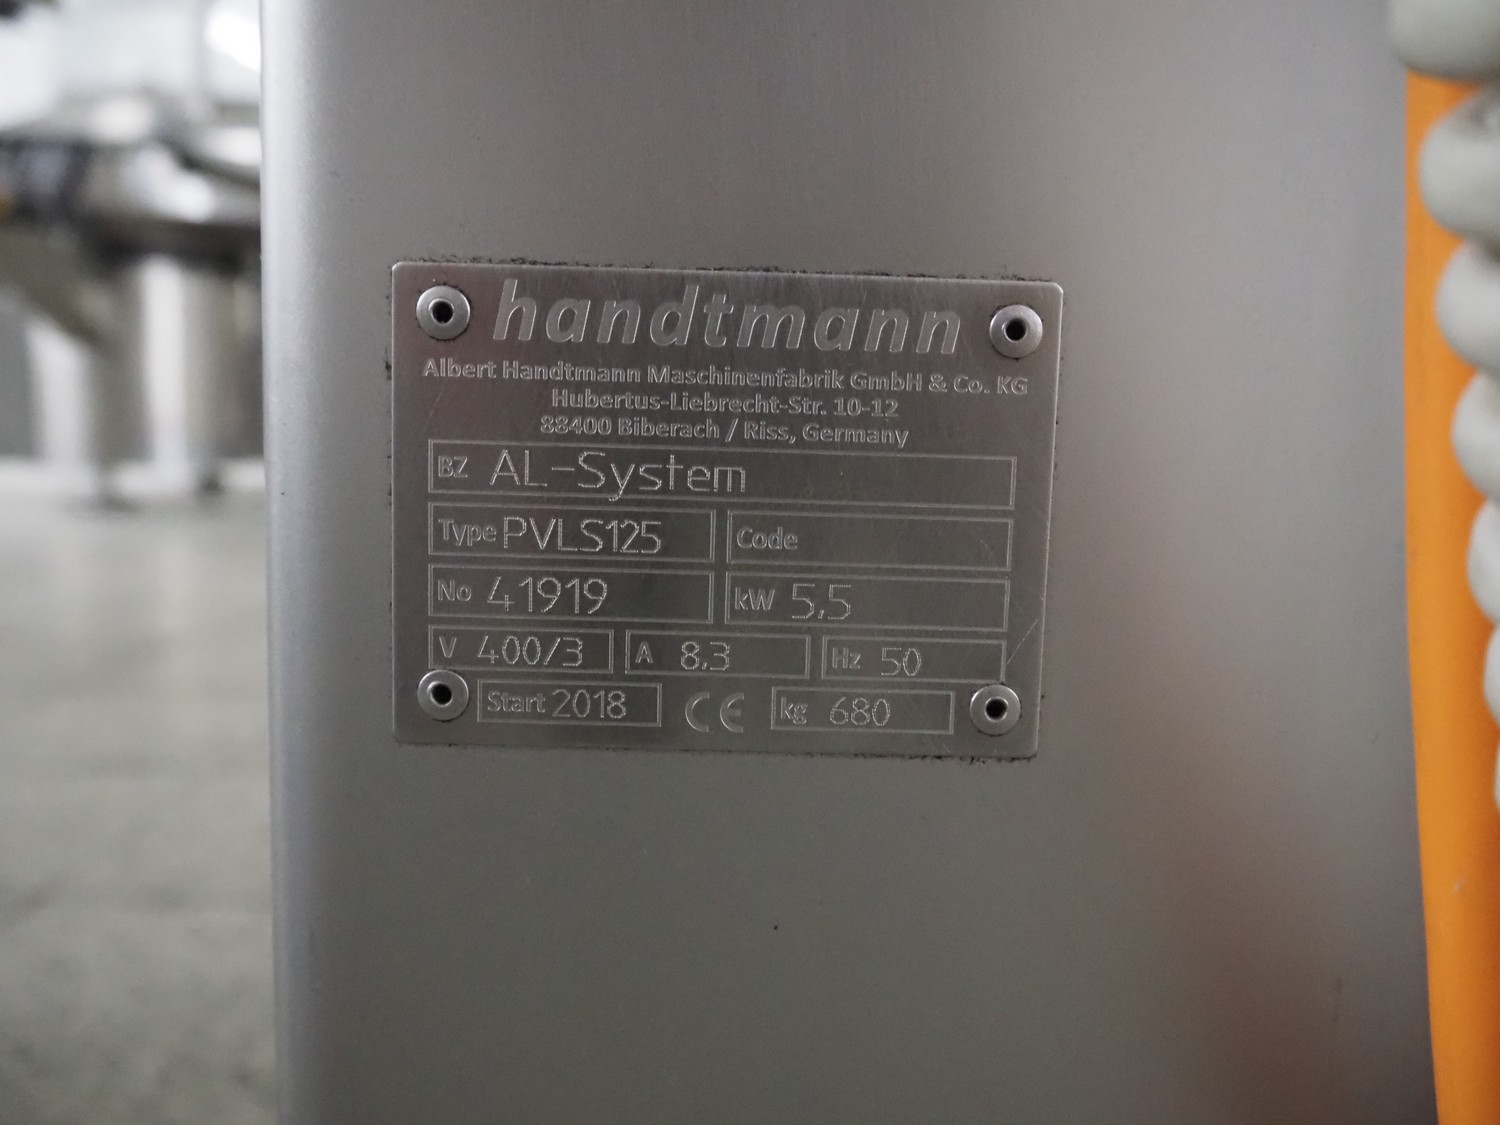 handtmann
Albert Handtmann Maschinenfabrik GmbH & Co. KG
Hubertus-Liebrecht-Str. 10-12
88400 Biberach / Riss, Germany
BZ AL-System
Type PVLS125 Code
No 41919 kW 5,5
V 400/3 A 8,3 Hz 50
Start 2018 CE kg 680